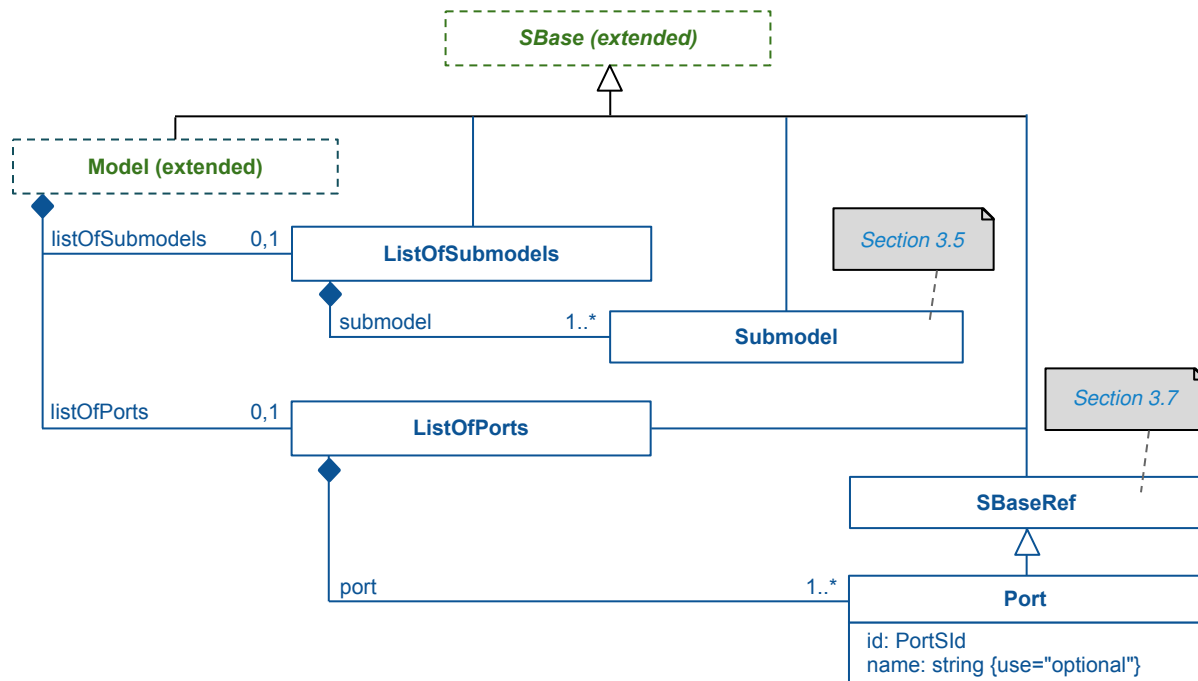 SBase (extended)
Model (extended)
listOfSubmodels 0,1
ListOfSubmodels
Section 3.5
submodel 1..*
Submodel
listOfPorts 0,1
ListOfPorts
Section 3.7
SBaseRef
port 1..*
Port
id: PortSId
name: string {use="optional"}